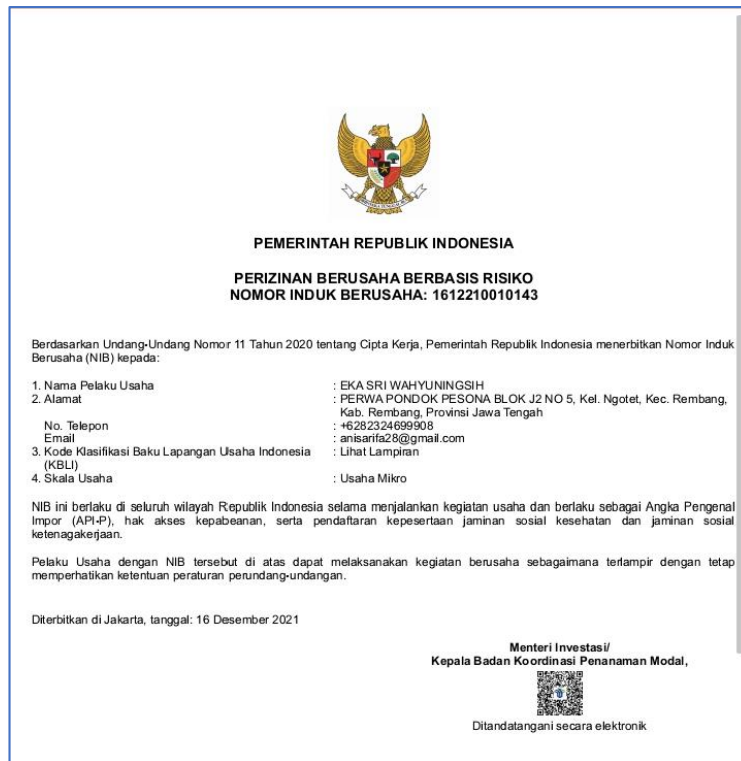 PEMERINTAH REPUBLIK INDONESIA
PERIZINAN BERUSAHA BERBASIS RISIKO
NOMOR INDUK BERUSAHA: 1612210010143
Berdasarkan Undang-Undang Nomor 11 Tahun 2020 tentang Cipta Kerja, Pemerintah Republik Indonesia menerbitkan Nomor Induk
Berusaha (NIB) kepada:
1. Nama Pelaku Usaha : EKA SRI WAHYUNINGSIH
2. Alamat : PERWA PONDOK PESONA BLOK J2 NO 5, Kel. Ngotet, Kec. Rembang,
Kab. Rembang, Provinsi Jawa Tengah
No. Telepon : +6282324699908
Email : anisarifa28@gmail.com
3. Kode Klasifikasi Baku Lapangan Usaha Indonesia : Lihat Lampiran
(KBLI)
4. Skala Usaha : Usaha Mikro
NIB ini berlaku di seluruh wilayah Republik Indonesia selama menjalankan kegiatan usaha dan berlaku sebagai Angka Pengenal
Impor (API-P), hak akses kepabeanan, serta pendaftaran kepesertaan jaminan sosial kesehatan dan jaminan sosial
ketenagakerjaan.
Pelaku Usaha dengan NIB tersebut di atas dapat melaksanakan kegiatan berusaha sebagaimana terlampir dengan tetap
memperhatikan ketentuan peraturan perundang-undangan.
Diterbitkan di Jakarta, tanggal: 16 Desember 2021
Menteri Investasi/
Kepala Badan Koordinasi Penanaman Modal,
Ditandatangani secara elektronik